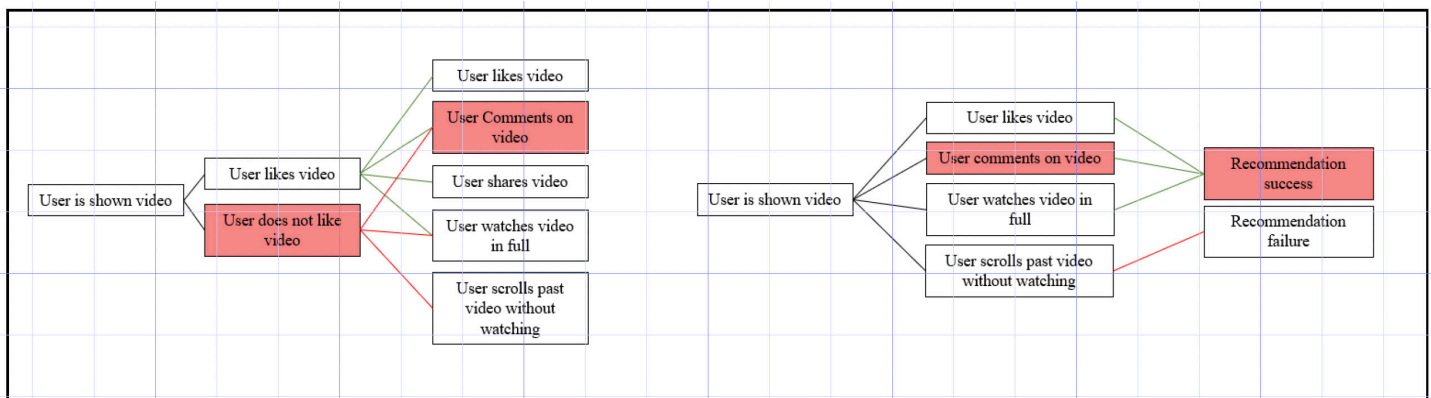 User is shown video
User likes video
User does not like
video
User likes video
User Comments on
video
User shares video
User watches video
in full
User scrolls past
video without
watching
User is shown video
User likes video
User comments on video
User watches video in
full
User scrolls past video
without watching
Recommendation
success
Recommendation
failure